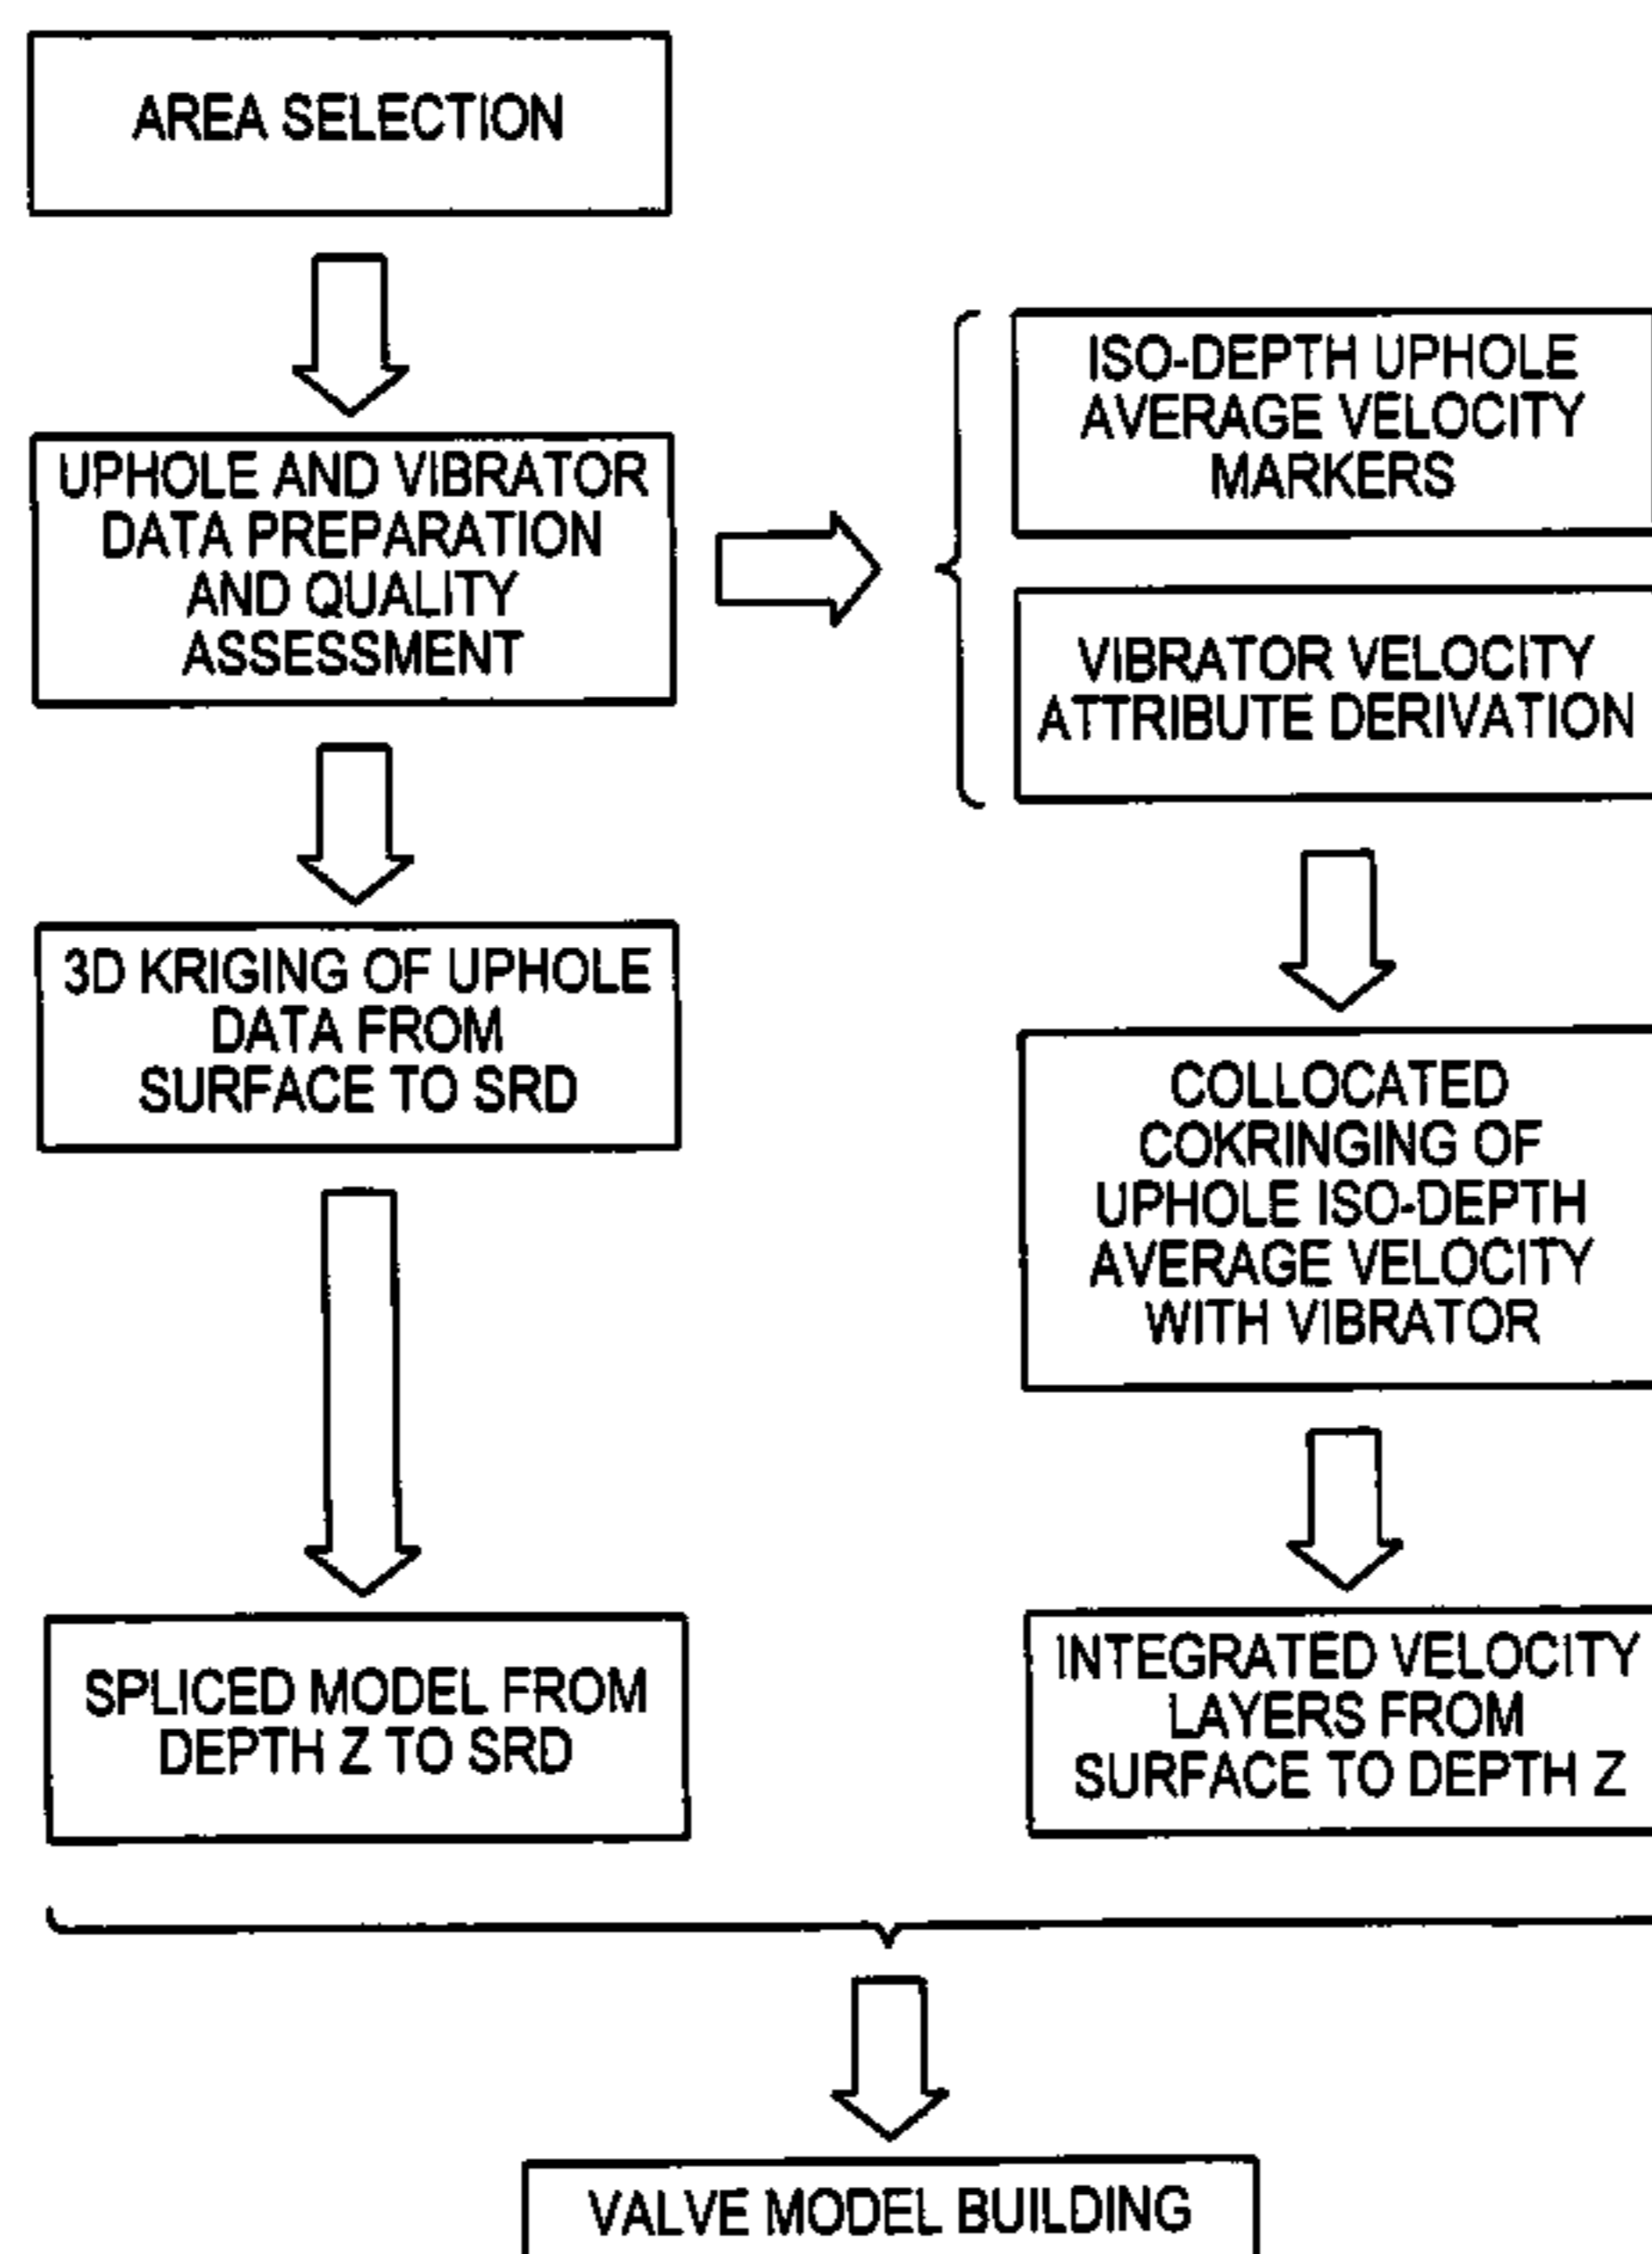 AREA SELECTION
UPHOLE AND VIBRATOR
DATA PREPARATION
AND QUALITY
ASSESSMENT
ISO-DEPTH UPHOLE
AVERAGE VELOCITY
MARKERS
VIBRATOR VELOCITY
ATTRIBUTE DERIVATION
3D KRIGING OF UPHOLE
DATA FROM
SURFACE TO SRD
COLLOCATED
COKRINGING OF
UPHOLE ISO-DEPTH
AVERAGE VELOCITY
WITH VIBRATOR
SPLICED MODEL FROM
DEPTH Z TO SRD
INTEGRATED VELOCITY
LAYERS FROM
SURFACE TO DEPTH Z
VALVE MODEL BUILDING